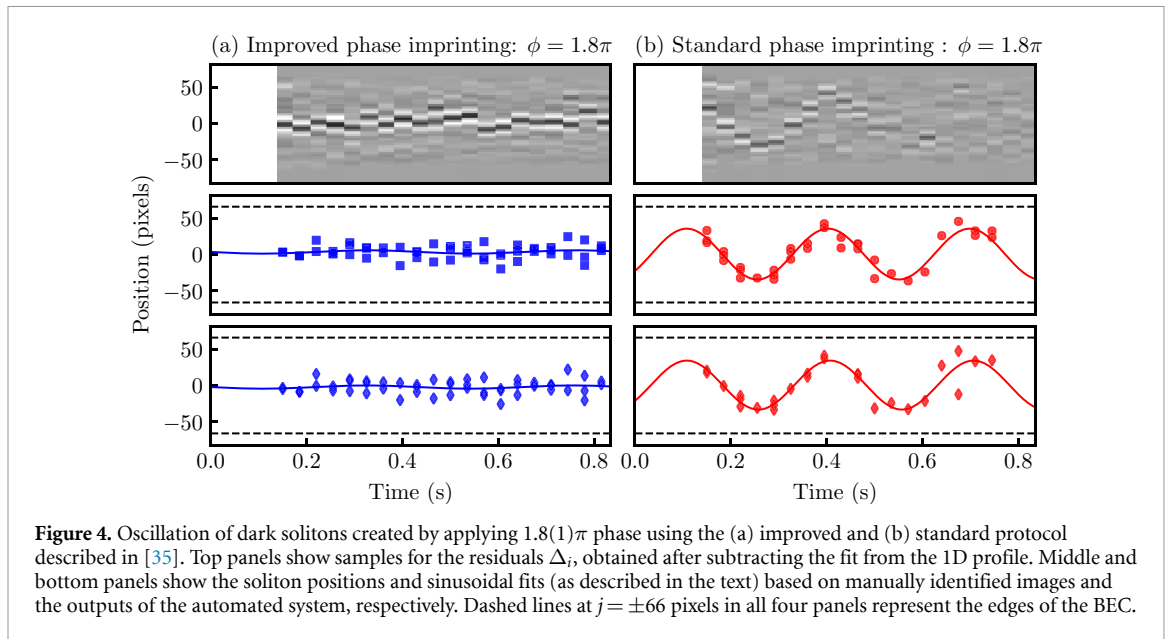 (a) Improved phase imprinting: ϕ = 1.8π (b) Standard phase imprinting : ϕ = 1.8π
50
0
−50
50
0
−50
50
0
−50
Position (pixels)
0.0 0.2 0.4 0.6 0.8 0.0 0.2 0.4 0.6 0.8
Time (s) Time (s)
Figure 4. Oscillation of dark solitons created by applying 1.8(1)π phase using the (a) improved and (b) standard protocol
described in [35]. Top panels show samples for the residuals Δᵢ, obtained after subtracting the fit from the 1D profile. Middle and
bottom panels show the soliton positions and sinusoidal fits (as described in the text) based on manually identified images and
the outputs of the automated system, respectively. Dashed lines at j = ±66 pixels in all four panels represent the edges of the BEC.